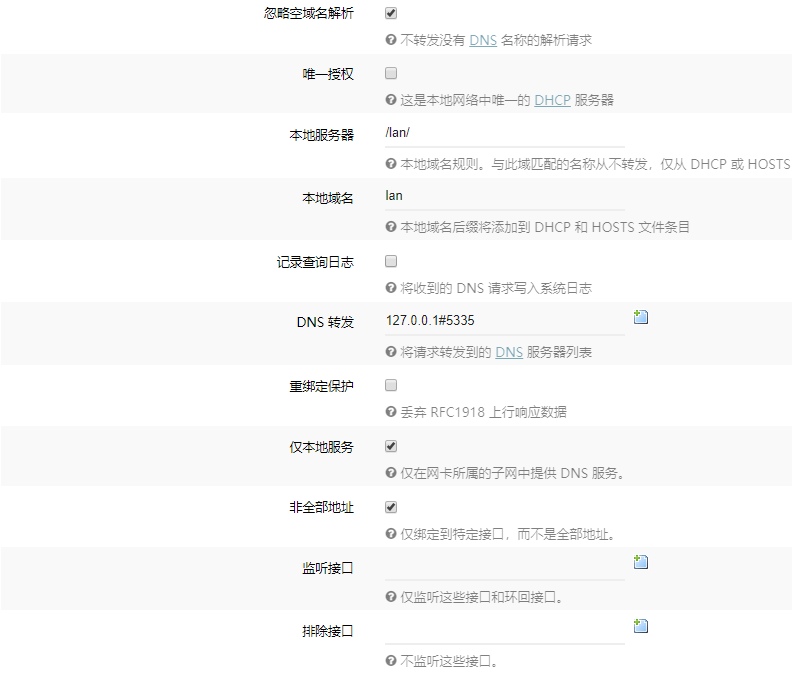 忽略空域名解析
不转发没有 DNS 名称的解析请求
唯一授权
这是本地网络中唯一的 DHCP 服务器
本地服务器 /lan/
本地域名规则。与此域匹配的名称从不转发，仅从 DHCP 或 HOSTS
本地域名 lan
本地域名后缀将添加到 DHCP 和 HOSTS 文件条目
记录查询日志
将收到的 DNS 请求写入系统日志
DNS 转发 127.0.0.1#5335
将请求转发到的 DNS 服务器列表
重绑定保护
丢弃 RFC1918 上行响应数据
仅本地服务
仅在网卡所属的子网中提供 DNS 服务。
非全部地址
仅绑定到特定接口，而不是全部地址。
监听接口
仅监听这些接口和环回接口。
排除接口
不监听这些接口。